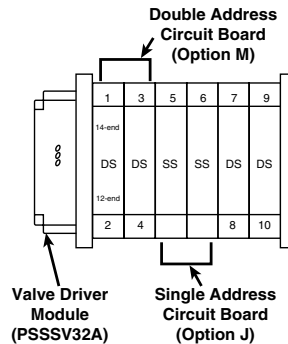 Double Address
Circuit Board
(Option M)
1 3 5 6 7 9
14-end
DS DS SS SS DS DS
12-end
2 4 8 10
Valve Driver
Module
(PSSSV32A)
Single Address
Circuit Board
(Option J)